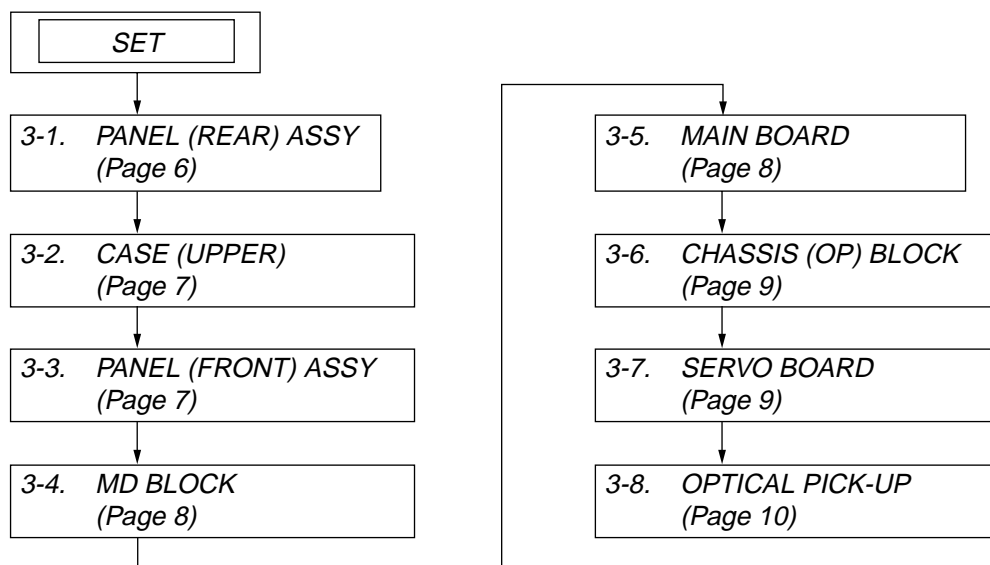 SET
3-1. PANEL (REAR) ASSY
(Page 6)
3-2. CASE (UPPER)
(Page 7)
3-3. PANEL (FRONT) ASSY
(Page 7)
3-4. MD BLOCK
(Page 8)
3-5. MAIN BOARD
(Page 8)
3-6. CHASSIS (OP) BLOCK
(Page 9)
3-7. SERVO BOARD
(Page 9)
3-8. OPTICAL PICK-UP
(Page 10)